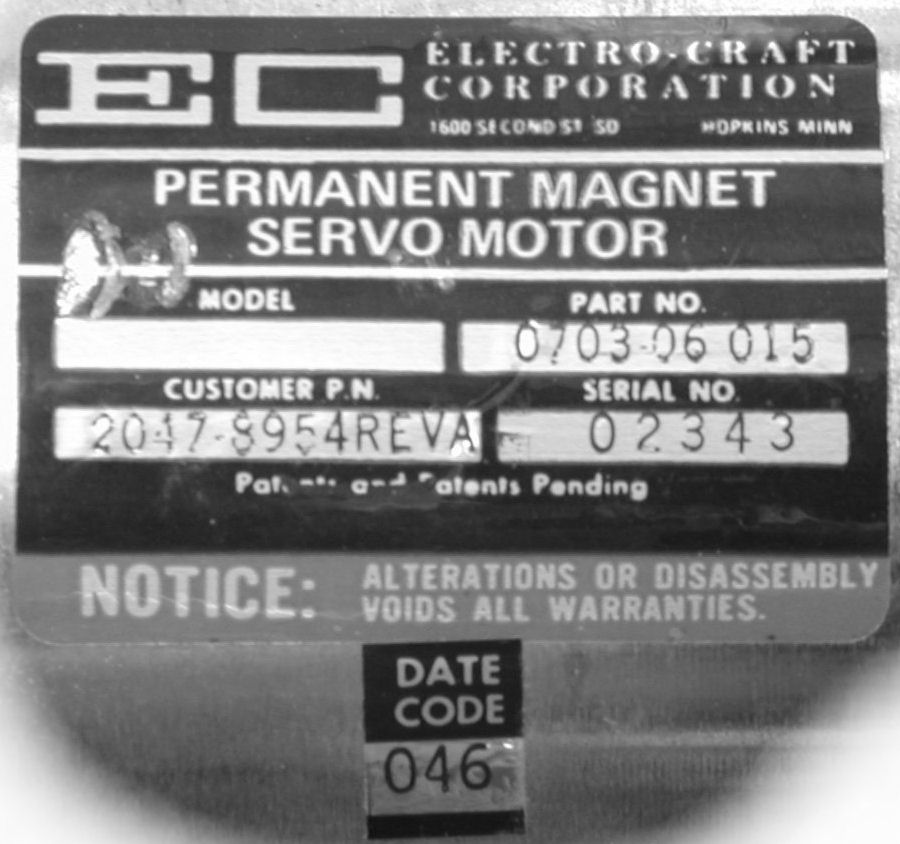 EC
ELECTRO-CRAFT
CORPORATION
1600 SECOND ST SO HOPKINS MINN
PERMANENT MAGNET
SERVO MOTOR
MODEL PART NO.
0703-06 015
CUSTOMER P.N. SERIAL NO.
2047-8954REVA 02343
Patents and Patents Pending
NOTICE: ALTERATIONS OR DISASSEMBLY
VOIDS ALL WARRANTIES.
DATE
CODE
046